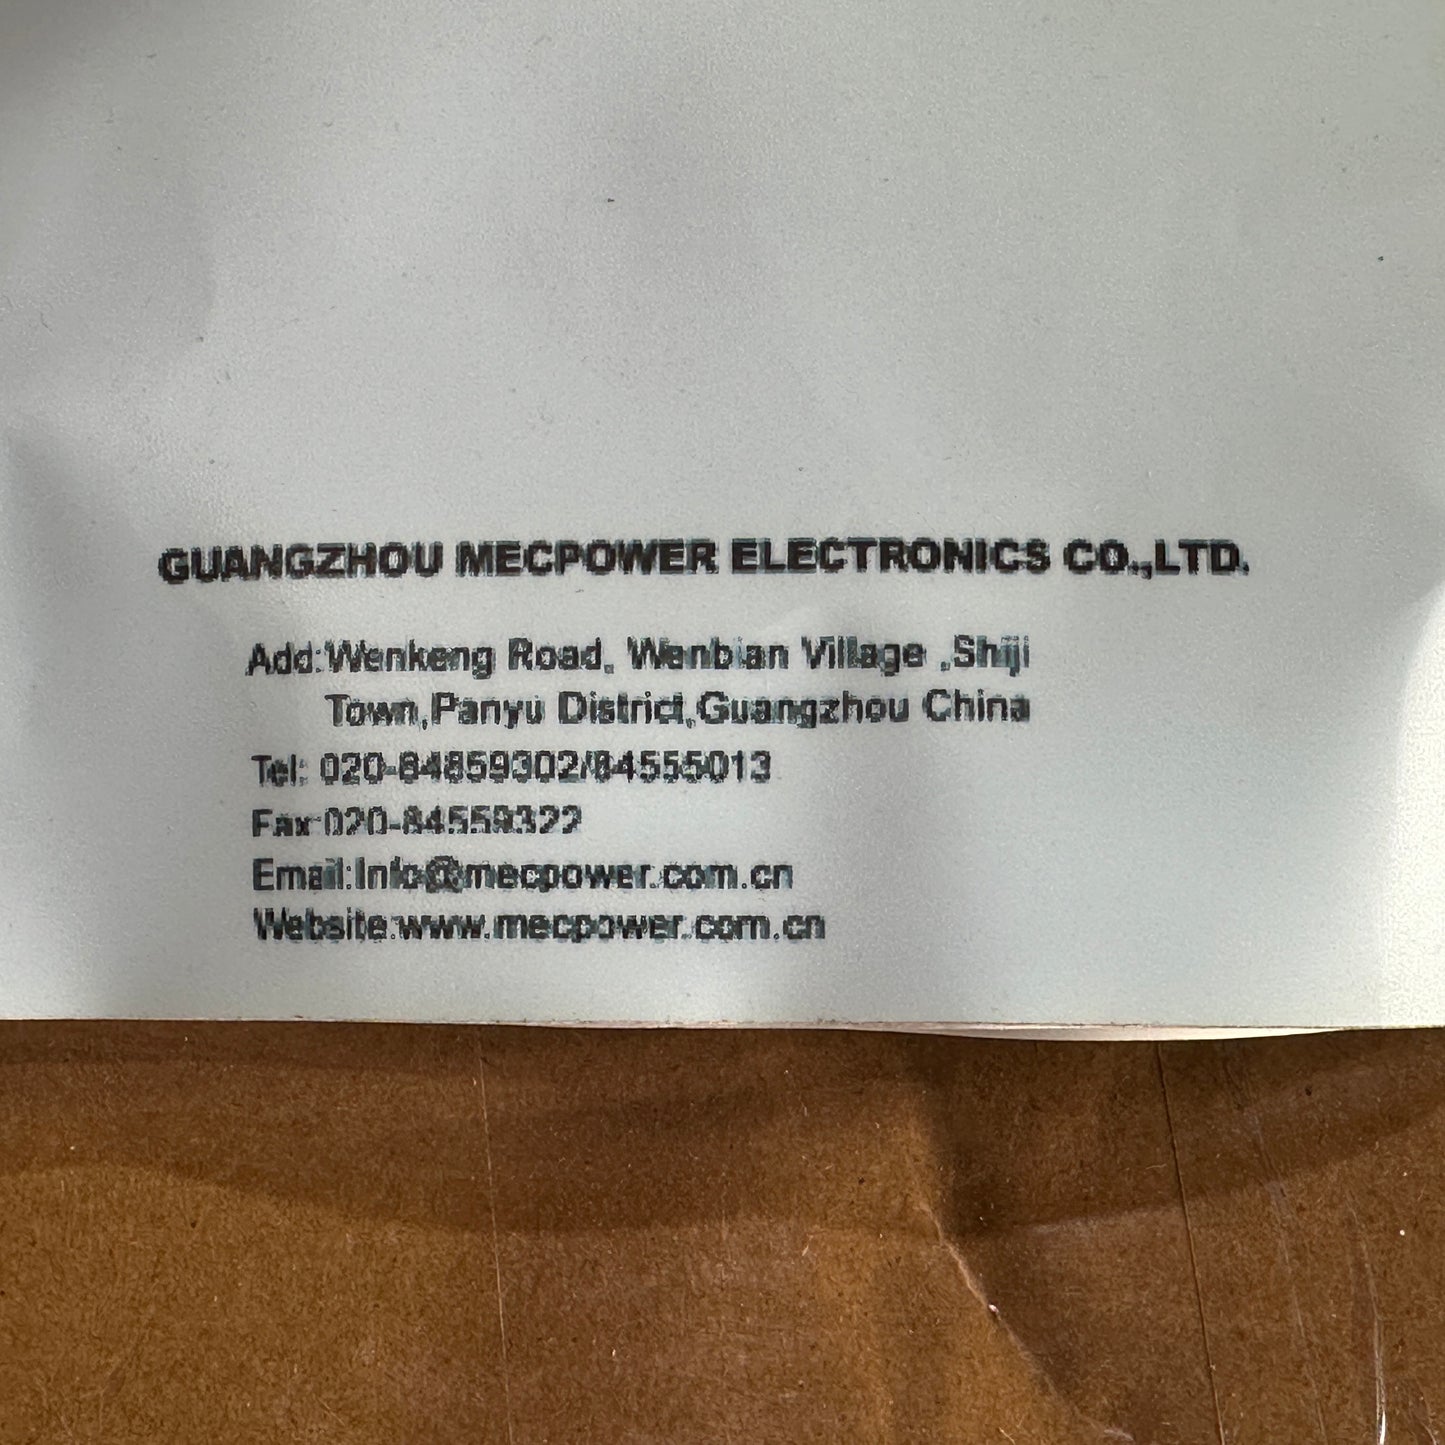 GUANGZHOU MECPOWER ELECTRONICS CO.,LTD.
Add:Wenkeng Road, Wenbian Village ,Shiji
Town,Panyu District,Guangzhou China
Tel: 020-84859302/84555013
Fax:020-84559322
Email:Info@mecpower.com.cn
Website:www.mecpower.com.cn